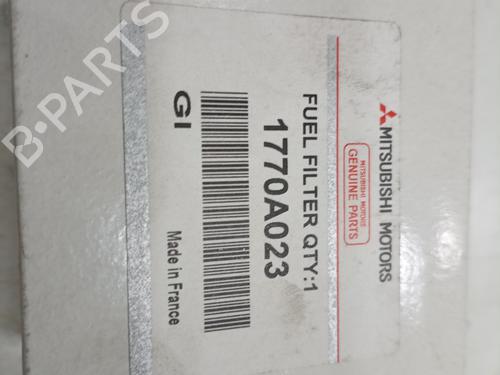 MITSUBISHI MOTORS
MITSUBISHI MOTORS
GENUINE PARTS
FUEL FILTER QTY:1
1770A023
GI
Made in France
B-PARTS